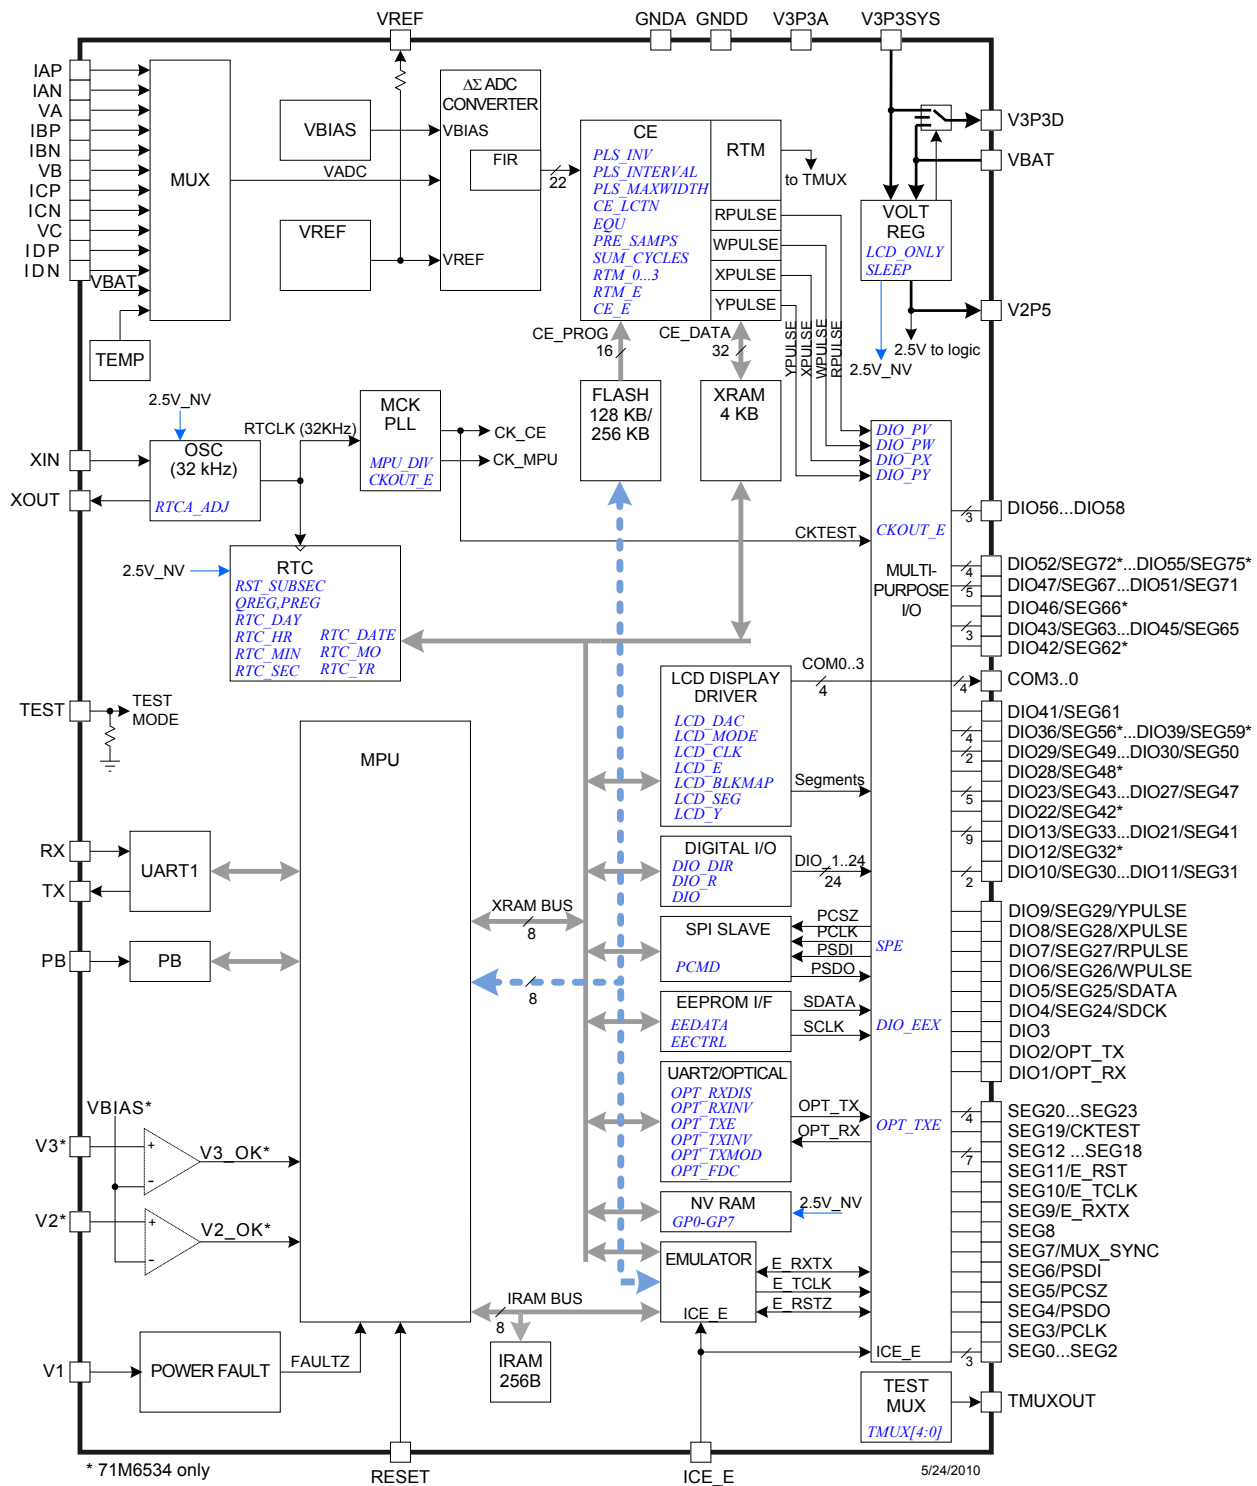 VREF
GNDA GNDD V3P3A V3P3SYS
IAP
IAN
VA
IBP
IBN
VB
ICP
ICN
VC
IDP
IDN
VBAT
MUX
TEMP
VBIAS
VADC
VREF
ΔΣ ADC
CONVERTER
VBIAS
FIR
VREF
22
CE
PLS_INV
PLS_INTERVAL
PLS_MAXWIDTH
CE_LCTN
EQU
PRE_SAMPS
SUM_CYCLES
RTM_0...3
RTM_E
CE_E
RTM
RPULSE
WPULSE
XPULSE
YPULSE
to TMUX
V3P3D
VBAT
VOLT
REG
LCD_ONLY
SLEEP
V2P5
2.5V to logic
2.5V_NV
CE_PROG
16
CE_DATA
32
YPULSE
XPULSE
WPULSE
RPULSE
FLASH
128 KB/
256 KB
XRAM
4 KB
2.5V_NV
XIN
XOUT
OSC
(32 kHz)
RTCA_ADJ
RTCLK (32KHz)
MCK
PLL
MPU_DIV
CKOUT_E
CK_CE
CK_MPU
CKTEST
2.5V_NV
RTC
RST_SUBSEC
QREG,PREG
RTC_DAY
RTC_HR RTC_DATE
RTC_MIN RTC_MO
RTC_SEC RTC_YR
DIO_PV
DIO_PW
DIO_PX
DIO_PY
CKOUT_E
MULTI-
PURPOSE
I/O
SPE
DIO_EEX
OPT_TXE
ICE_E
TEST
TEST
MODE
MPU
RX
TX
UART1
PB
PB
XRAM BUS
8
8
LCD DISPLAY
DRIVER
LCD_DAC
LCD_MODE
LCD_CLK
LCD_E
LCD_BLKMAP
LCD_SEG
LCD_Y
COM0..3
4
Segments
DIGITAL I/O
DIO_DIR
DIO_R
DIO
DIO_1..24
24
SPI SLAVE
PCMD
PCSZ
PCLK
PSDI
PSDO
EEPROM I/F
EEDATA
EECTRL
SDATA
SCLK
UART2/OPTICAL
OPT_RXDIS
OPT_RXINV
OPT_TXE
OPT_TXINV
OPT_TXMOD
OPT_FDC
OPT_TX
OPT_RX
NV RAM
GP0-GP7
2.5V_NV
EMULATOR
ICE_E
E_RXTX
E_TCLK
E_RSTZ
IRAM BUS
8
IRAM
256B
VBIAS*
V3*
+
-
V3_OK*
V2*
+
-
V2_OK*
V1
POWER FAULT
FAULTZ
TEST
MUX
TMUX[4:0]
3
DIO56...DIO58
4
DIO52/SEG72*...DIO55/SEG75*
5
DIO47/SEG67...DIO51/SEG71
DIO46/SEG66*
3
DIO43/SEG63...DIO45/SEG65
DIO42/SEG62*
4
COM3..0
DIO41/SEG61
4
DIO36/SEG56*...DIO39/SEG59*
2
DIO29/SEG49...DIO30/SEG50
DIO28/SEG48*
5
DIO23/SEG43...DIO27/SEG47
DIO22/SEG42*
9
DIO13/SEG33...DIO21/SEG41
DIO12/SEG32*
2
DIO10/SEG30...DIO11/SEG31
DIO9/SEG29/YPULSE
DIO8/SEG28/XPULSE
DIO7/SEG27/RPULSE
DIO6/SEG26/WPULSE
DIO5/SEG25/SDATA
DIO4/SEG24/SDCK
DIO3
DIO2/OPT_TX
DIO1/OPT_RX
4
SEG20...SEG23
SEG19/CKTEST
7
SEG12 ...SEG18
SEG11/E_RST
SEG10/E_TCLK
SEG9/E_RXTX
SEG8
SEG7/MUX_SYNC
SEG6/PSDI
SEG5/PCSZ
SEG4/PSDO
SEG3/PCLK
3
SEG0...SEG2
TMUXOUT
* 71M6534 only
RESET
ICE_E
5/24/2010